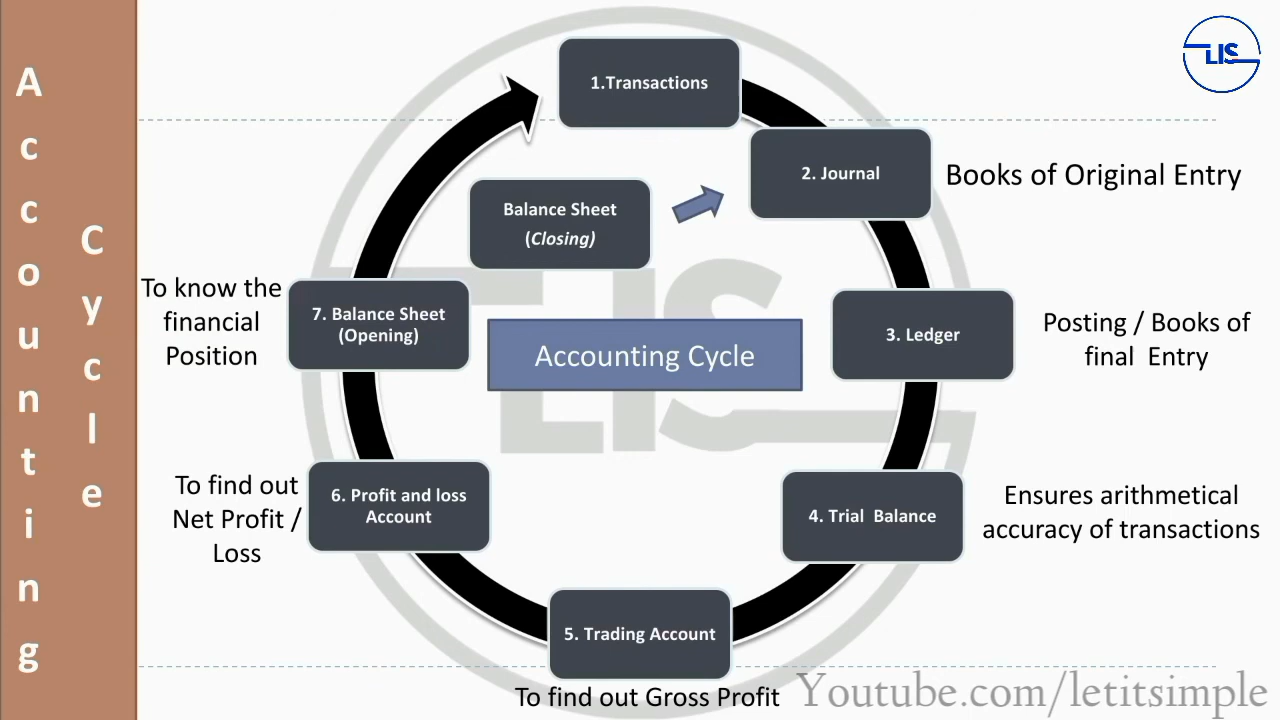 Accounting
Cycle
LIS
1.Transactions
2. Journal
Books of Original Entry
Balance Sheet
(Closing)
To know the
financial
Position
7. Balance Sheet
(Opening)
LIS
Accounting Cycle
3. Ledger
Posting / Books of
final Entry
To find out
Net Profit /
Loss
6. Profit and loss
Account
4. Trial Balance
Ensures arithmetical
accuracy of transactions
5. Trading Account
To find out Gross Profit
Youtube.com/letitsimple